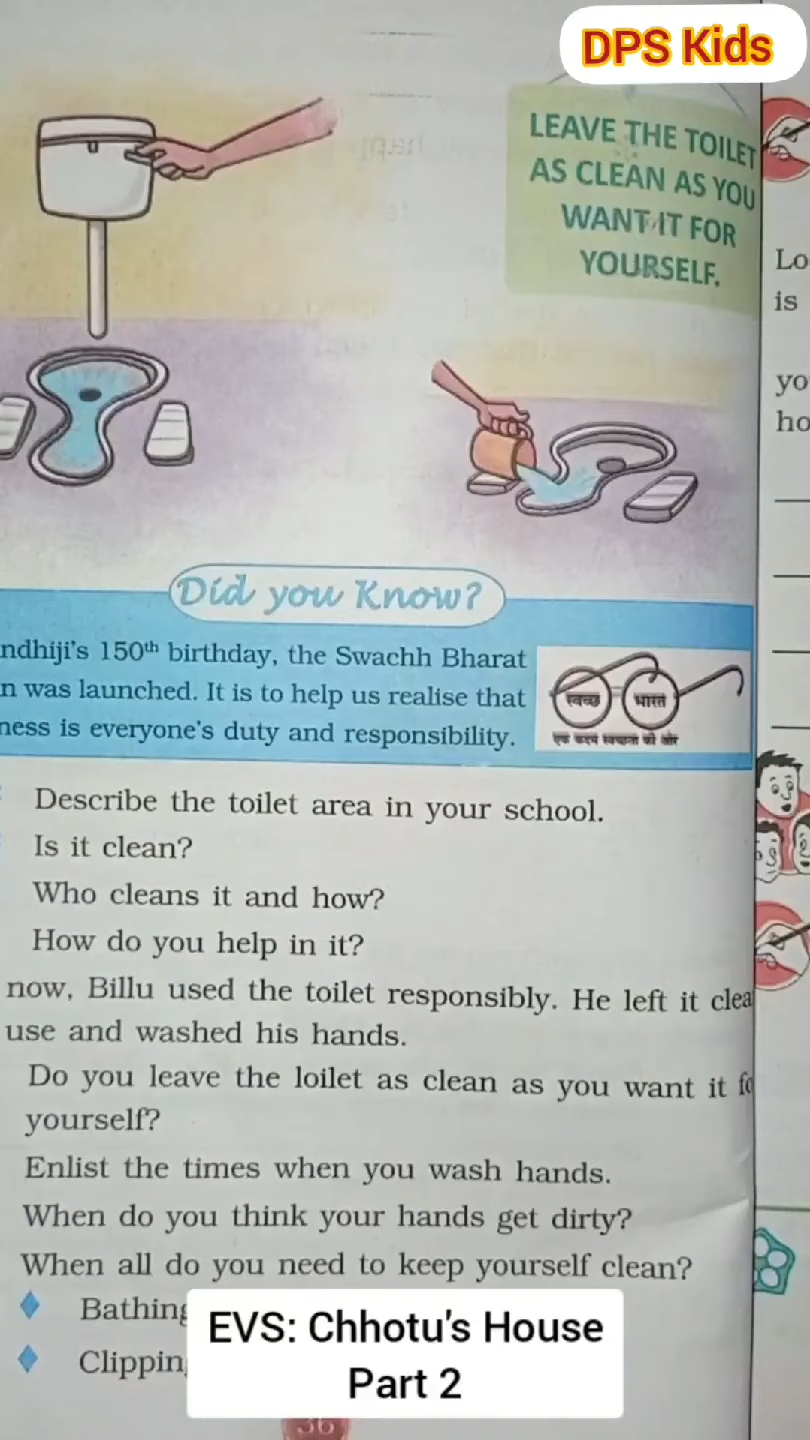 DPS Kids
LEAVE THE TOILET
AS CLEAN AS YOU
WANT IT FOR
YOURSELF.
Lo
is
yo
ho
Did you Know?
ndhiji's 150th birthday, the Swachh Bharat
n was launched. It is to help us realise that
ness is everyone's duty and responsibility.
स्वच्छ भारत
एक कदम स्वच्छता की ओर
Describe the toilet area in your school.
Is it clean?
Who cleans it and how?
How do you help in it?
now, Billu used the toilet responsibly. He left it clea
use and washed his hands.
Do you leave the loilet as clean as you want it fo
yourself?
Enlist the times when you wash hands.
When do you think your hands get dirty?
When all do you need to keep yourself clean?
Bathing
Clippin
EVS: Chhotu's House
Part 2
36